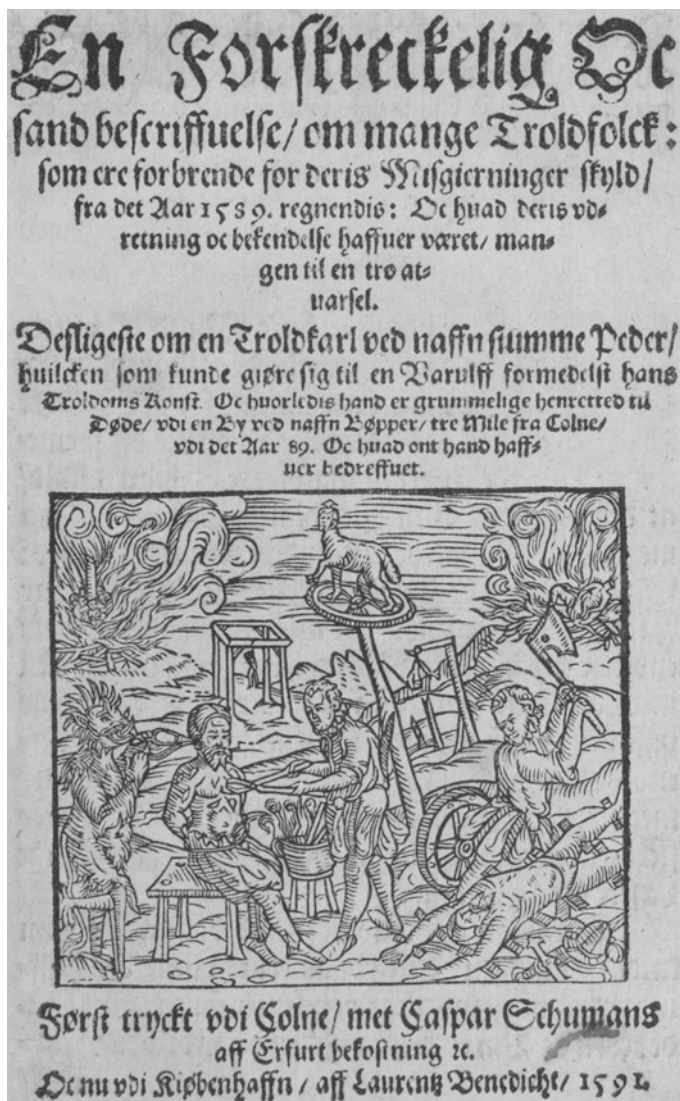 En Forskreckelig Oc
sand bescriffuelse/ om mange Troldfolck:
som ere forbrende for deris Misgierninger skyld/
fra det Aar 1589. regnendis: Oc huad deris vd⸗
retning oc bekendelse haffuer været/ man⸗
gen til en tro at⸗
uarsel.
Desligeste om en Troldkarl ved naffn stumme Peder/
huilcken som kunde giøre sig til en Varulff formedelst hans
Troldoms Konst. Oc huorledis hand er grummelige henretted til
Døde/ vdi en By ved naffn Bøpper/ tre Mile fra Colne/
vdi det Aar 89. Oc huad ont hand haff⸗
uer bedreffuet.
Først tryckt vdi Colne/ met Caspar Schumans
aff Erfurt bekostning ꝛc.
Oc nu vdi Kiøbenhaffn / aff Laurentz Benedicht/ 1591.